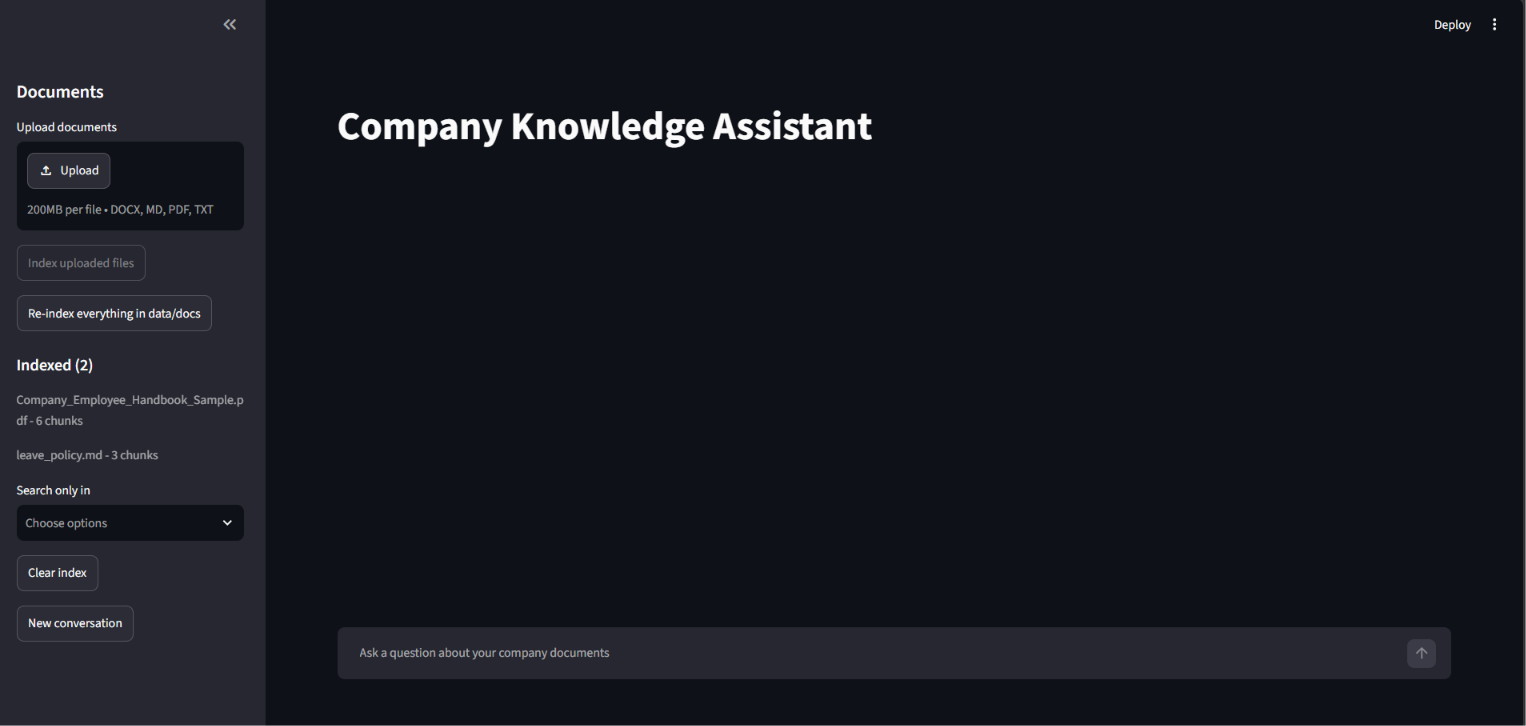 Deploy
Documents
Upload documents
Upload
200MB per file • DOCX, MD, PDF, TXT
Index uploaded files
Re-index everything in data/docs
Indexed (2)
Company_Employee_Handbook_Sample.p
df - 6 chunks
leave_policy.md - 3 chunks
Search only in
Choose options
Clear index
New conversation
Company Knowledge Assistant
Ask a question about your company documents